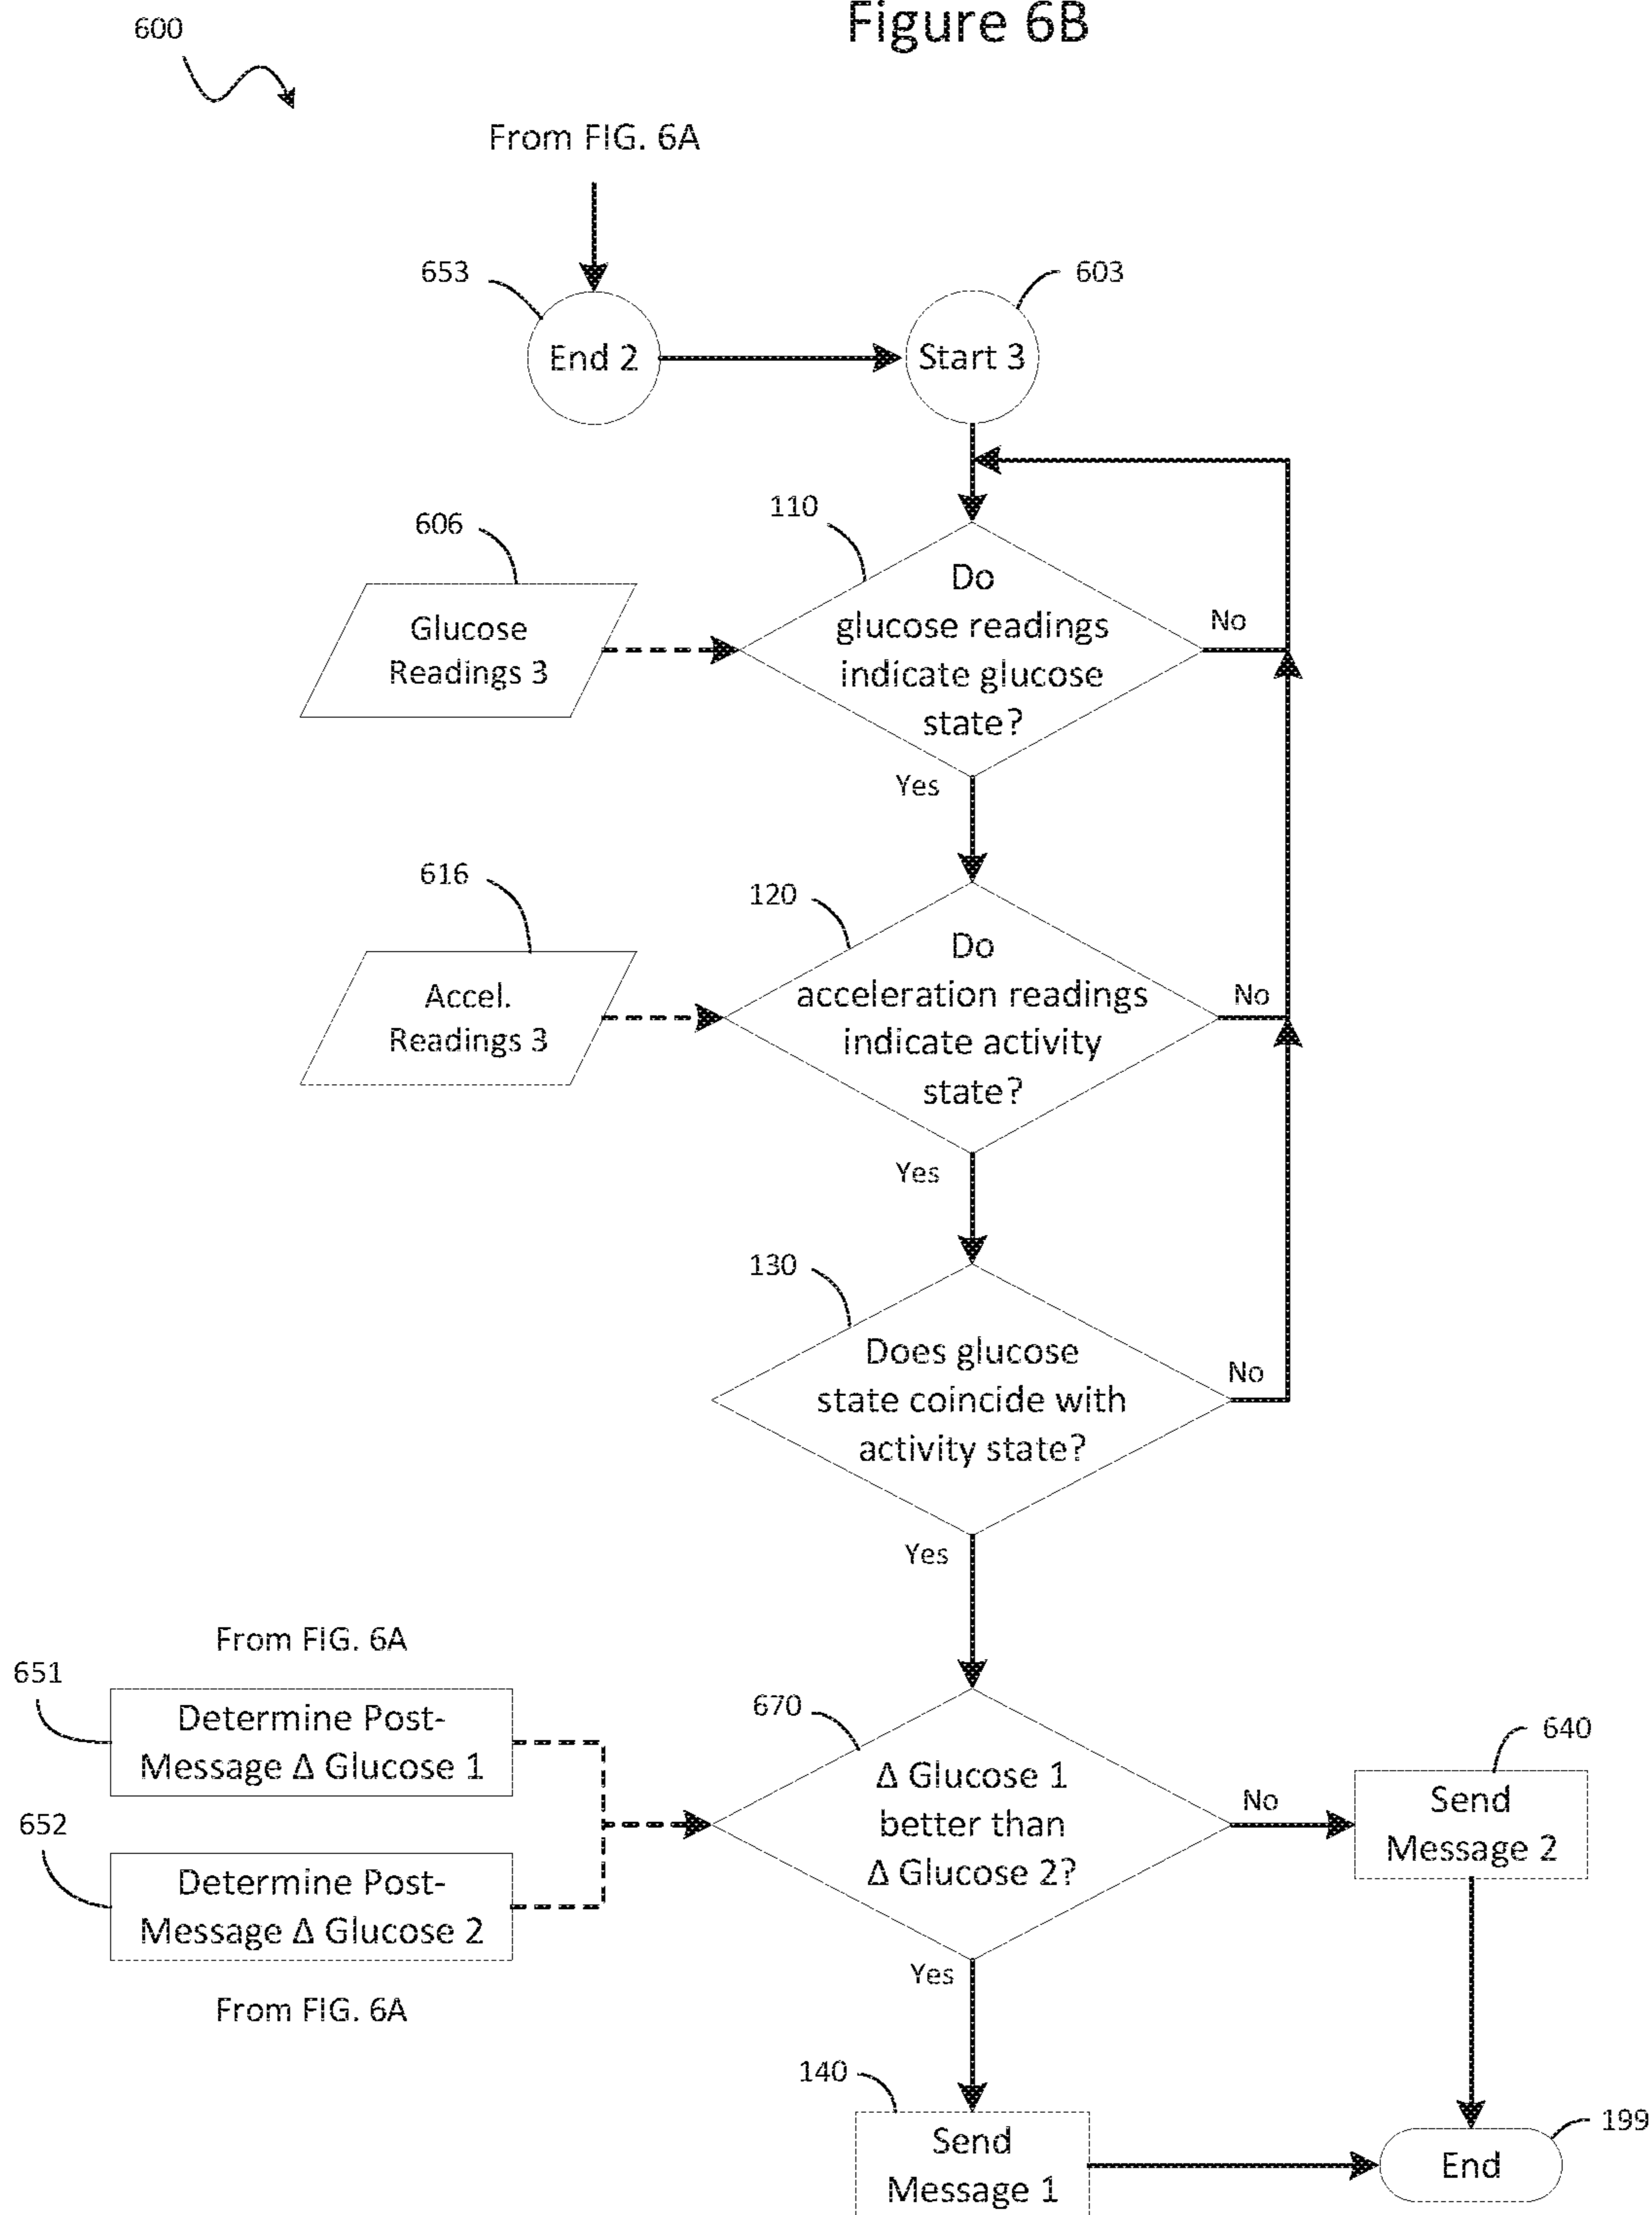 Figure 6B
600
From FIG. 6A
653
603
End 2
Start 3
110
606
Do
glucose readings
indicate glucose
state?
Glucose
Readings 3
No
Yes
616
120
Do
acceleration readings
indicate activity
state?
Accel.
Readings 3
No
Yes
130
Does glucose
state coincide with
activity state?
No
Yes
From FIG. 6A
651
Determine Post-
Message Δ Glucose 1
670
Δ Glucose 1
better than
Δ Glucose 2?
No
640
Send
Message 2
652
Determine Post-
Message Δ Glucose 2
From FIG. 6A
Yes
140
Send
Message 1
199
End